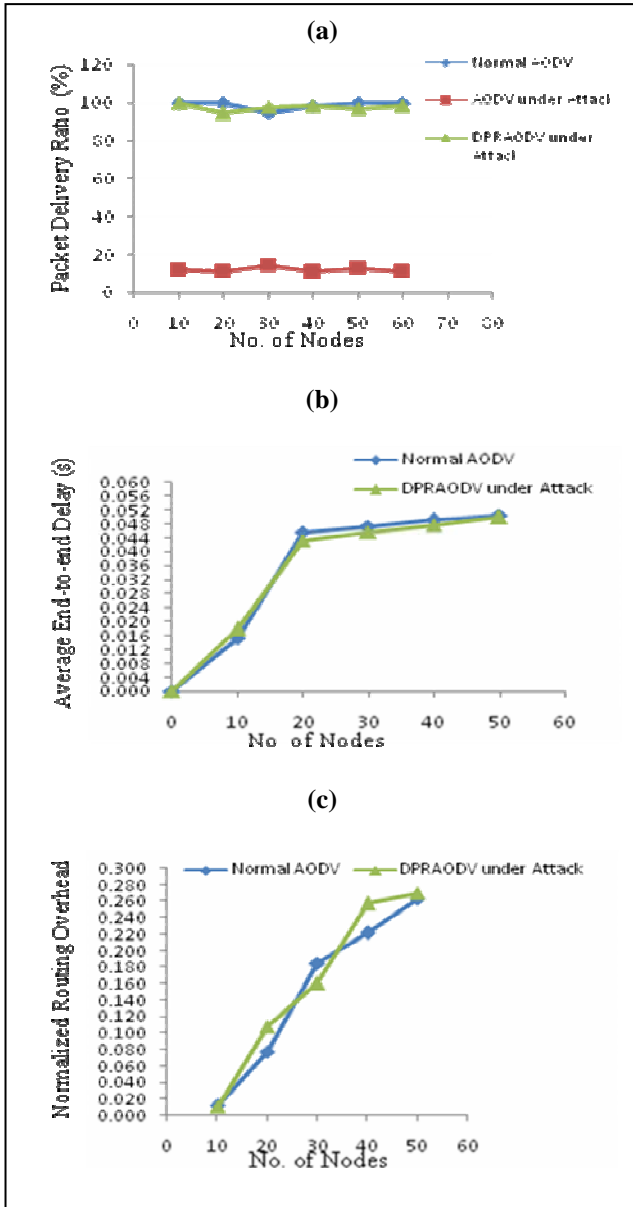 (a)
Packet Delivery Ratio (%)
120
100
80
60
40
20
0
0 10 20 30 40 50 60 70 80
No. of Nodes
Normal AODV
AODV under Attack
DPRAODV under
Attack
(b)
Average End-to-end Delay (s)
0.060
0.056
0.052
0.048
0.044
0.040
0.036
0.032
0.028
0.024
0.020
0.016
0.012
0.008
0.004
0.000
0 10 20 30 40 50 60
No. of Nodes
Normal AODV
DPRAODV under Attack
(c)
Normalized Routing Overhead
0.300
0.280
0.260
0.240
0.220
0.200
0.180
0.160
0.140
0.120
0.100
0.080
0.060
0.040
0.020
0.000
0 10 20 30 40 50 60
No. of Nodes
Normal AODV
DPRAODV under Attack